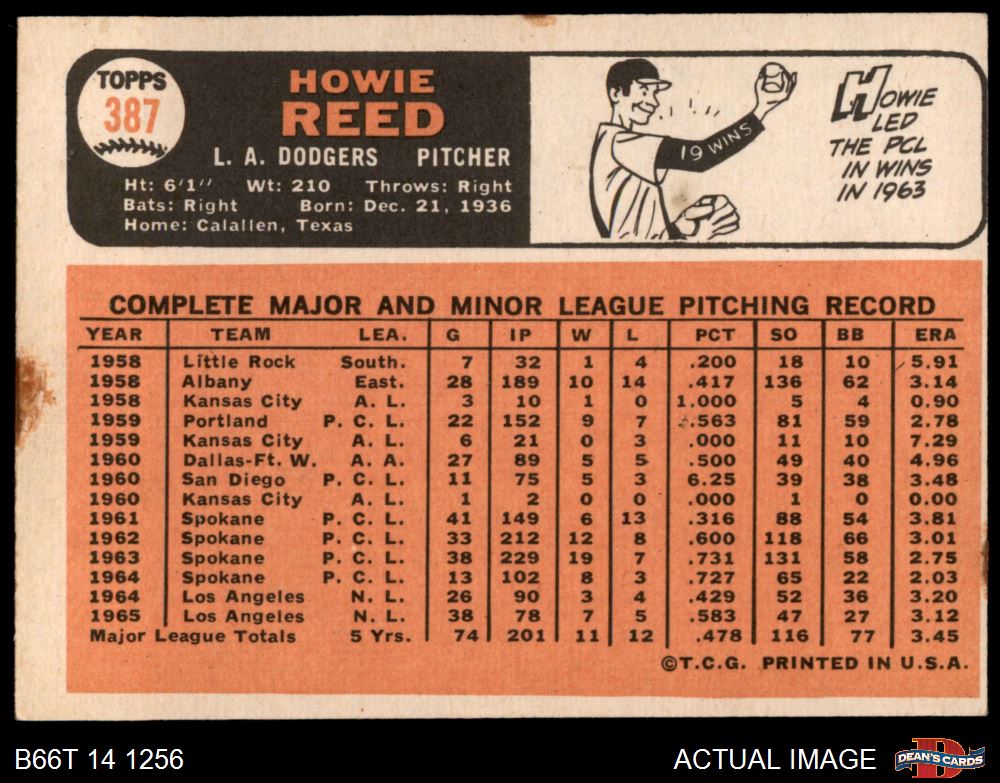 TOPPS
387
HOWIE
REED
L. A. DODGERS PITCHER
Ht: 6'1" Wt: 210 Throws: Right
Bats: Right Born: Dec. 21, 1936
Home: Calallen, Texas
19 WINS
HOWIE
LED
THE PCL
IN WINS
IN 1963
COMPLETE MAJOR AND MINOR LEAGUE PITCHING RECORD
YEAR TEAM LEA. G IP W L PCT SO BB ERA
1958 Little Rock South. 7 32 1 4 .200 18 10 5.91
1958 Albany East. 28 189 10 14 .417 136 62 3.14
1958 Kansas City A. L. 3 10 1 0 1.000 5 4 0.90
1959 Portland P. C. L. 22 152 9 7 .563 81 59 2.78
1959 Kansas City A. L. 6 21 0 3 .000 11 10 7.29
1960 Dallas-Ft. W. A. A. 27 89 5 5 .500 49 40 4.96
1960 San Diego P. C. L. 11 75 5 3 6.25 39 38 3.48
1960 Kansas City A. L. 1 2 0 0 .000 1 0 0.00
1961 Spokane P. C. L. 41 149 6 13 .316 88 54 3.81
1962 Spokane P. C. L. 33 212 12 8 .600 118 66 3.01
1963 Spokane P. C. L. 38 229 19 7 .731 131 58 2.75
1964 Spokane P. C. L. 13 102 8 3 .727 65 22 2.03
1964 Los Angeles N. L. 26 90 3 4 .429 52 36 3.20
1965 Los Angeles N. L. 38 78 7 5 .583 47 27 3.12
Major League Totals 5 Yrs. 74 201 11 12 .478 116 77 3.45
©T.C.G. PRINTED IN U.S.A.
B66T 14 1256
ACTUAL IMAGE
DEAN'S CARDS